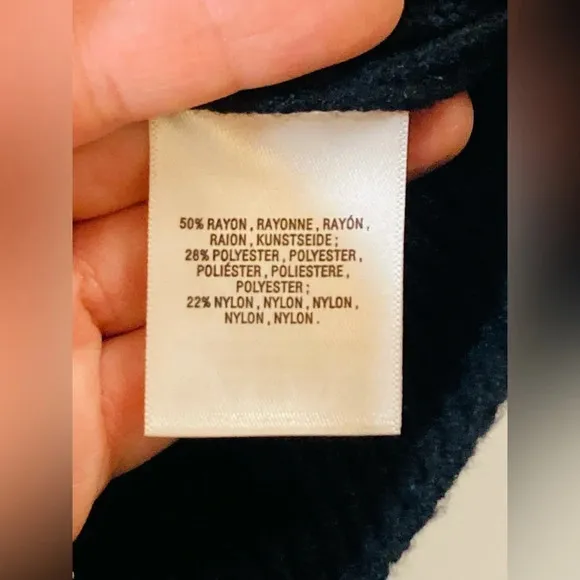 50% RAYON, RAYONNE, RAYÓN,
RAION, KUNSTSEIDE;
28% POLYESTER, POLYESTER,
POLIÉSTER, POLIESTERE,
POLYESTER;
22% NYLON, NYLON, NYLON,
NYLON, NYLON.